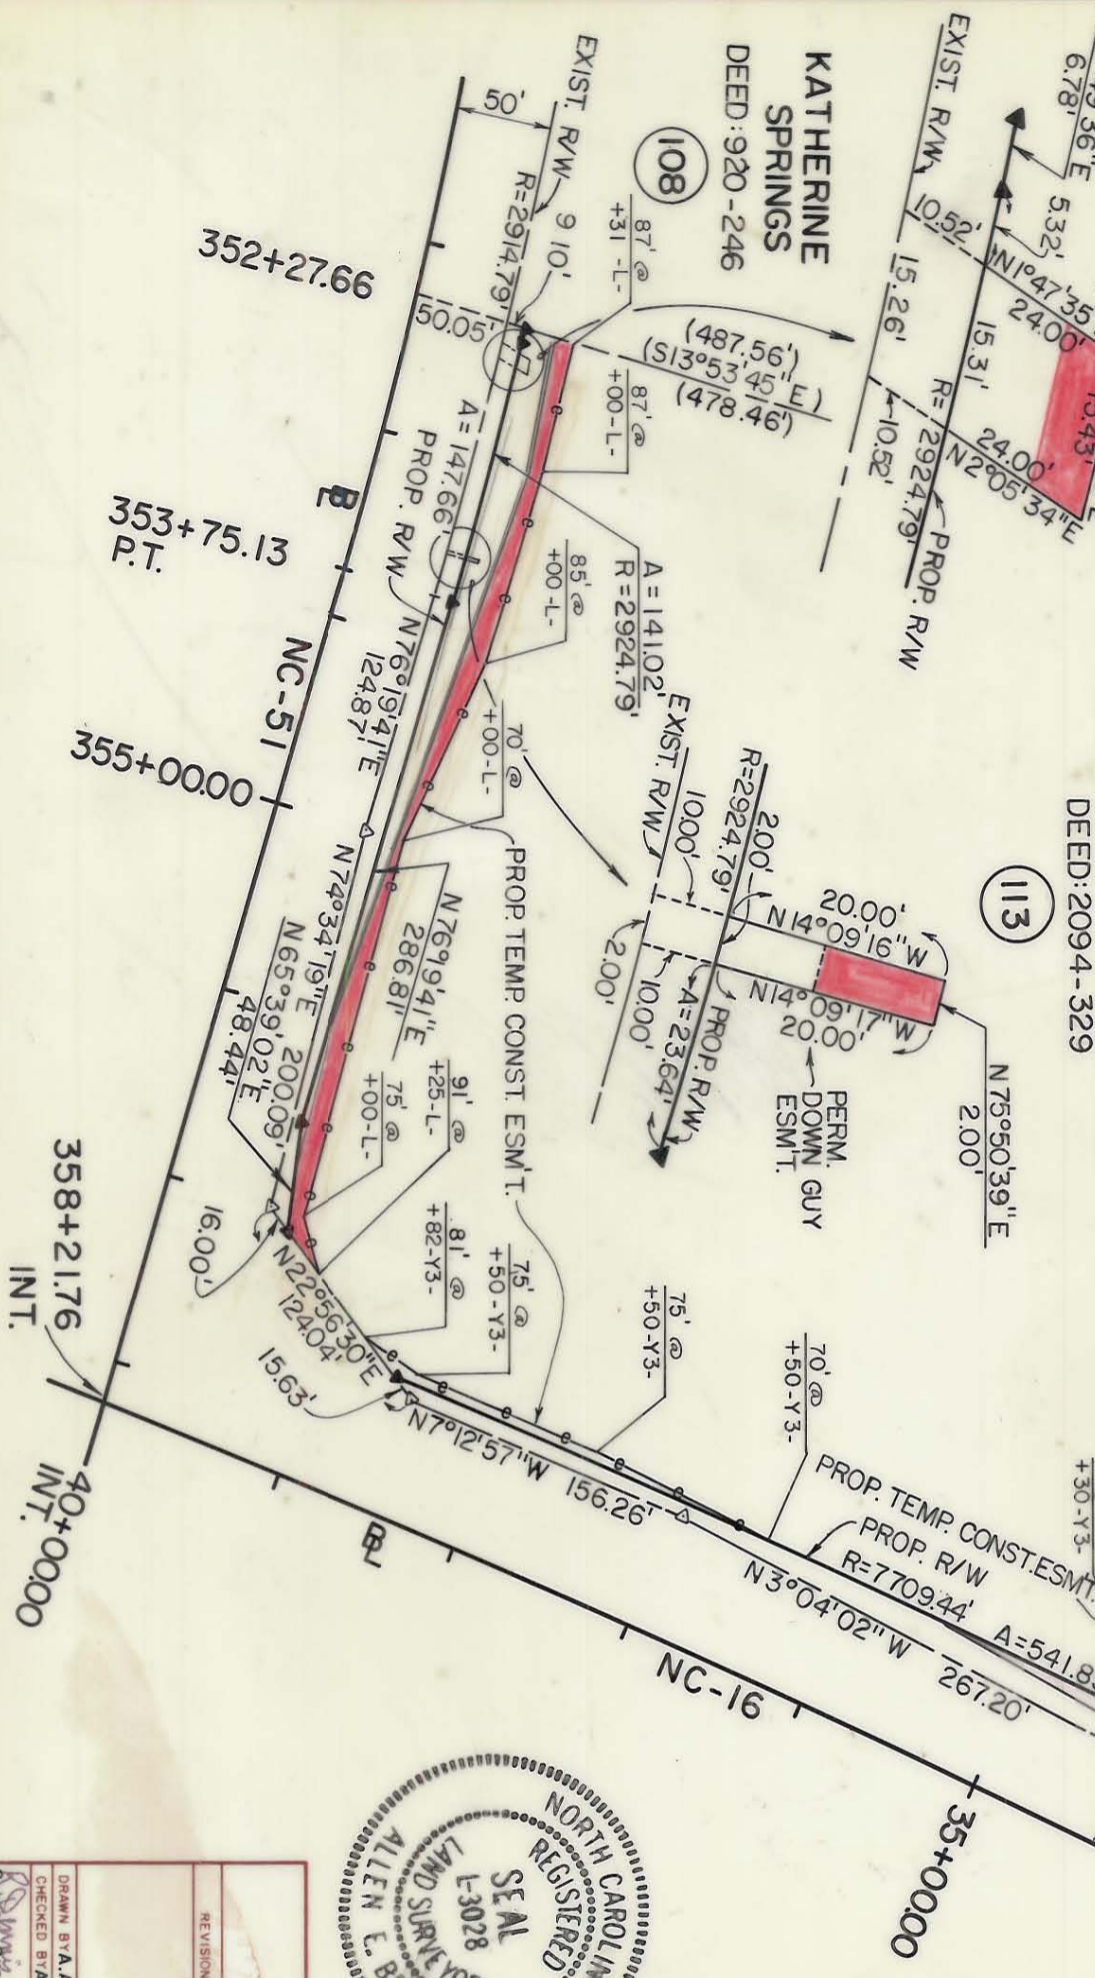 KATHERINE
SPRINGS
DEED:920-246
108
EXIST. R/W
50'
R=2914.79'
9 10'
352+27.66
50.05'
87' @
+31 -L-
87' @
+00-L-
(487.56')
(S13°53'45"E)
(478.46')
A=147.66'
PROP. R/W
353+75.13
P.T.
85' @
+00-L-
A=141.02'
R=2924.79'
N76°19'41"E
124.87'
NC-51
355+00.00
70' @
+00-L-
PROP. TEMP. CONST. ESM'T.
N76°19'41"E
286.81'
N74°34'19"E 200.09'
N65°39'02"E
48.44'
75' @
+00-L-
91' @
+25-L-
16.00'
358+21.76
INT.
40+00.00
INT.
N22°56'30"E
124.04'
15.63'
81' @
+82-Y3-
75' @
+50-Y3-
75' @
+50-Y3-
70' @
+50-Y3-
N7°12'57"W 156.26'
PROP. TEMP. CONST. ESMT.
PROP. R/W
R=7709.44'
N3°04'02"W 267.20'
NC-16
35+00.00
+30-Y3-
EXIST. R/W
6.78'
5.32'
10.52'
15.26'
N1°47'35
24.00'
15.31'
R= 2924.79'
PROP. R/W
10.52'
24.00'
N2°05'34"E
DEED:2094-329
113
EXIST. R/W
10.00'
2.00'
R=2924.79'
20.00'
N14°09'16"W
N14°09'17"W
20.00'
2.00'
10.00'
A=23.64'
PROP. R/W
PERM.
DOWN GUY
ESM'T.
N75°50'39"E
2.00'
NORTH CAROLIN
REGISTERED
SEAL
L-3028
LAND SURVEYO
ALLEN E. B
REVISION
DRAWN BY A.
CHECKED BY A